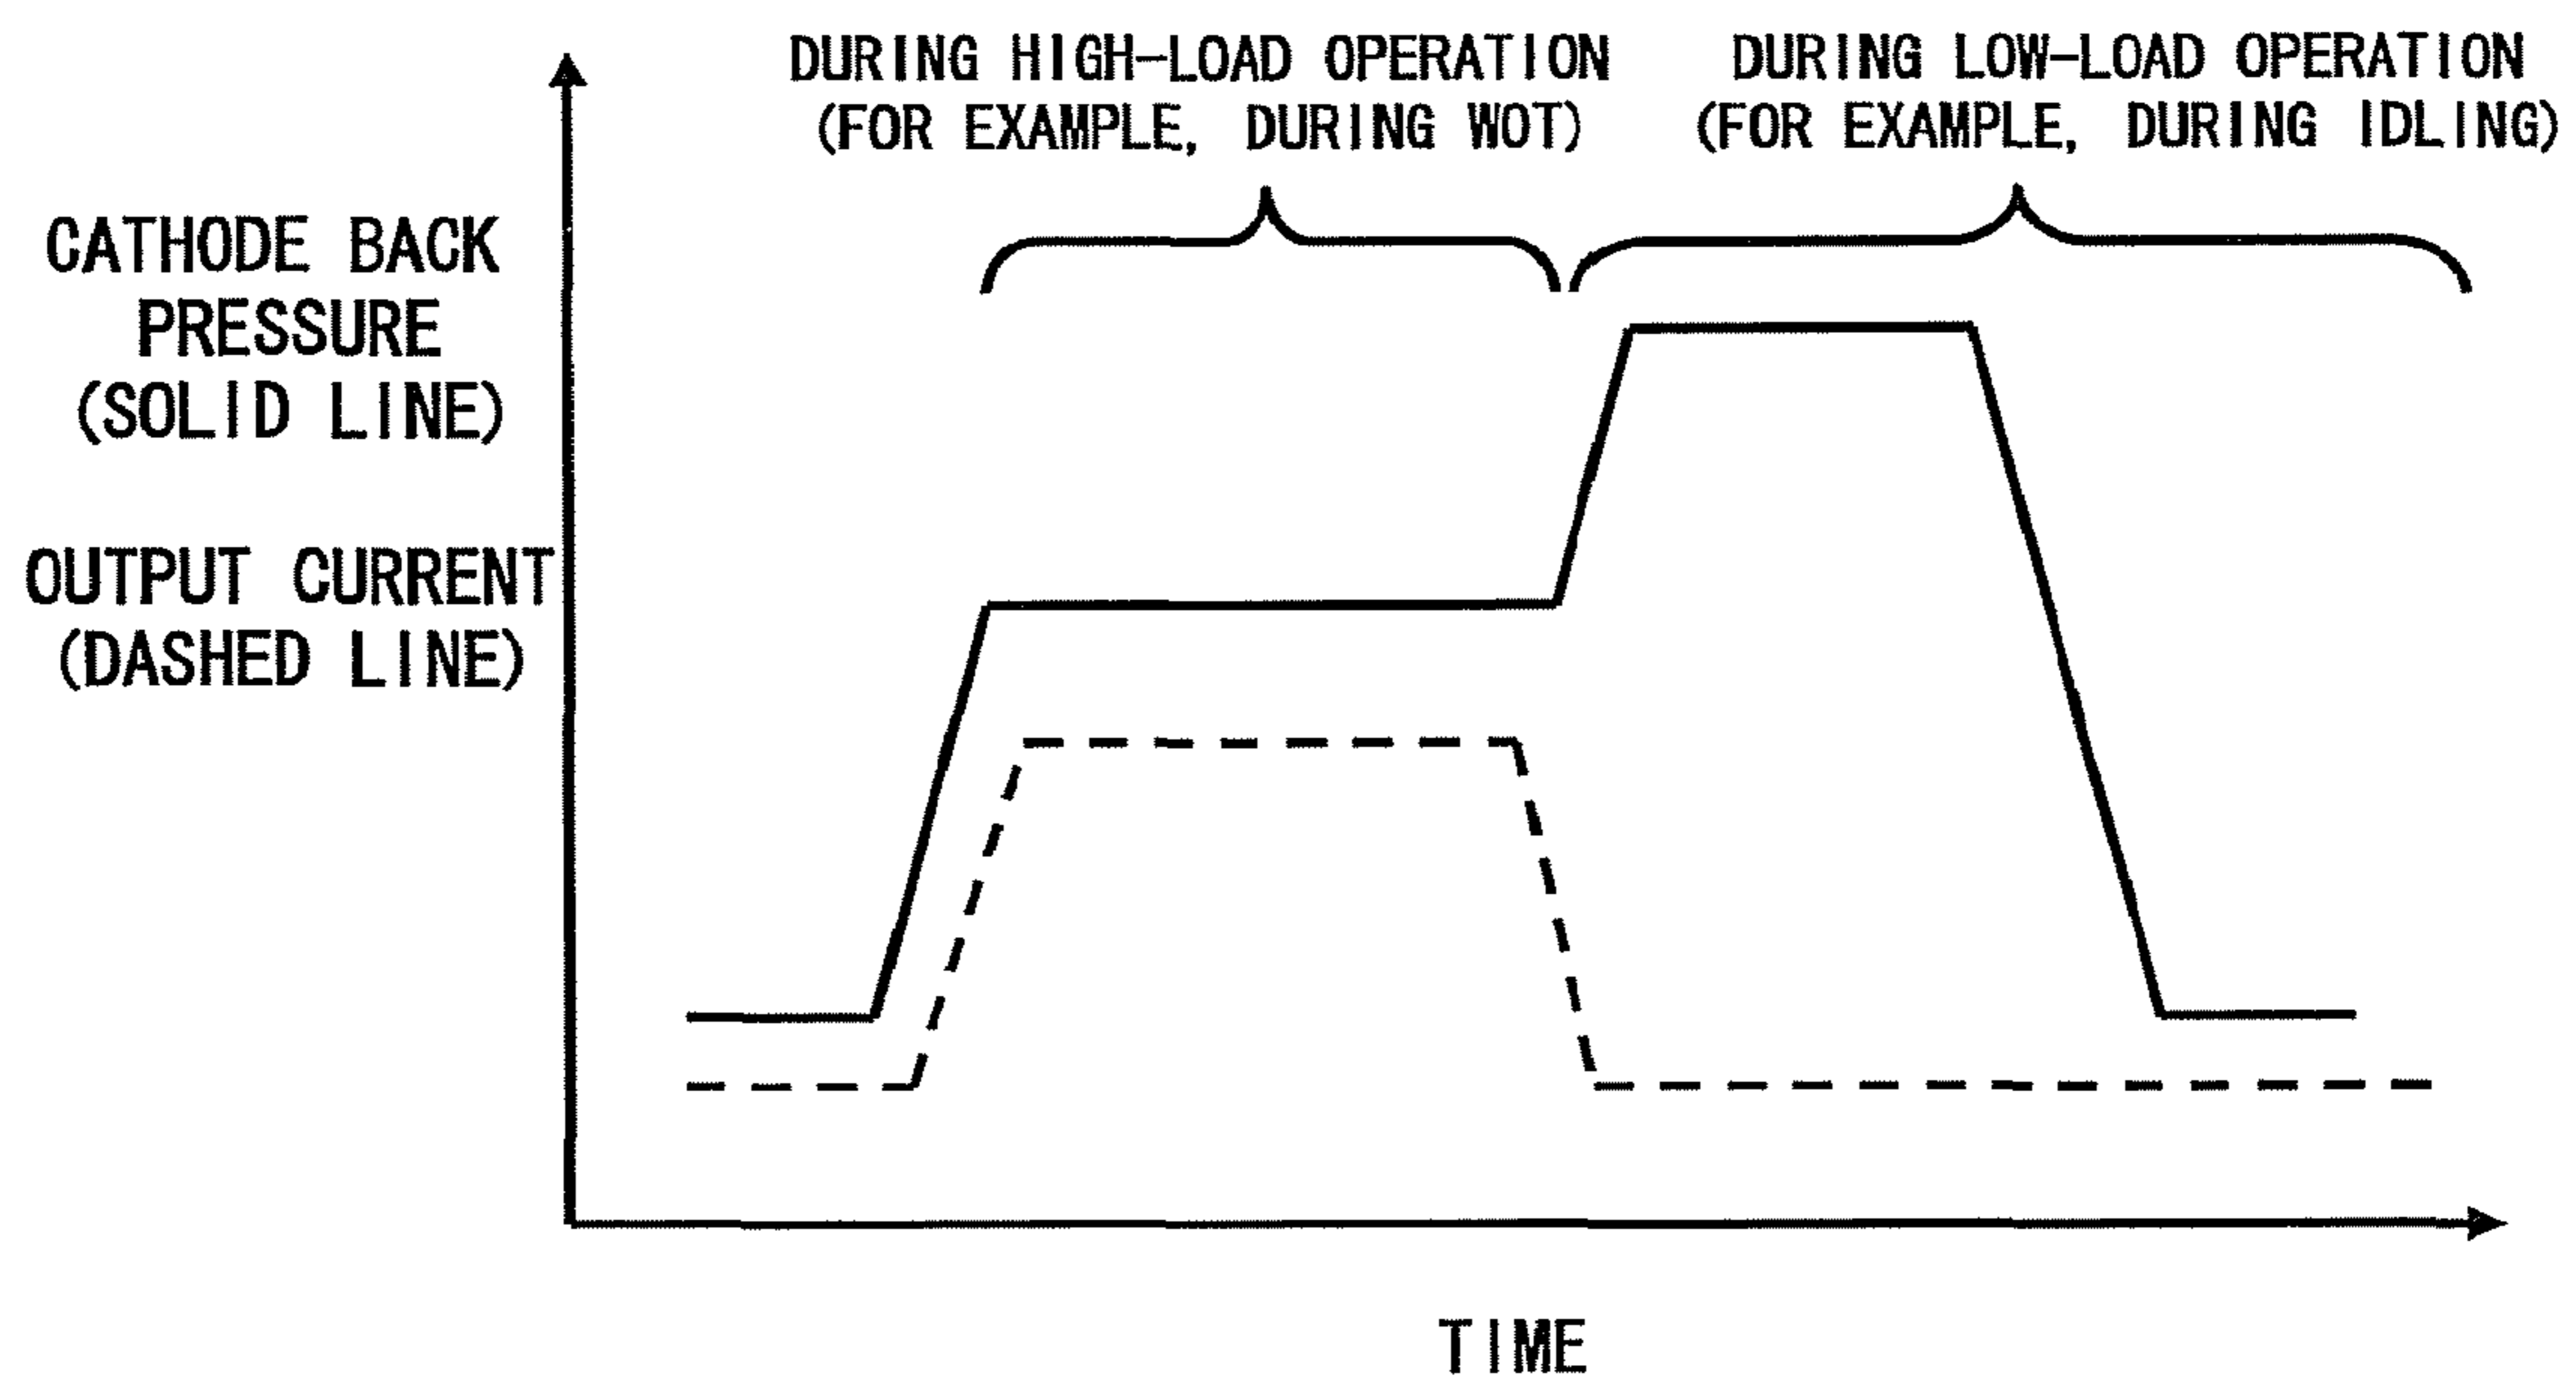 DURING HIGH-LOAD OPERATION
(FOR EXAMPLE, DURING WOT)
DURING LOW-LOAD OPERATION
(FOR EXAMPLE, DURING IDLING)
CATHODE BACK
PRESSURE
(SOLID LINE)
OUTPUT CURRENT
(DASHED LINE)
TIME